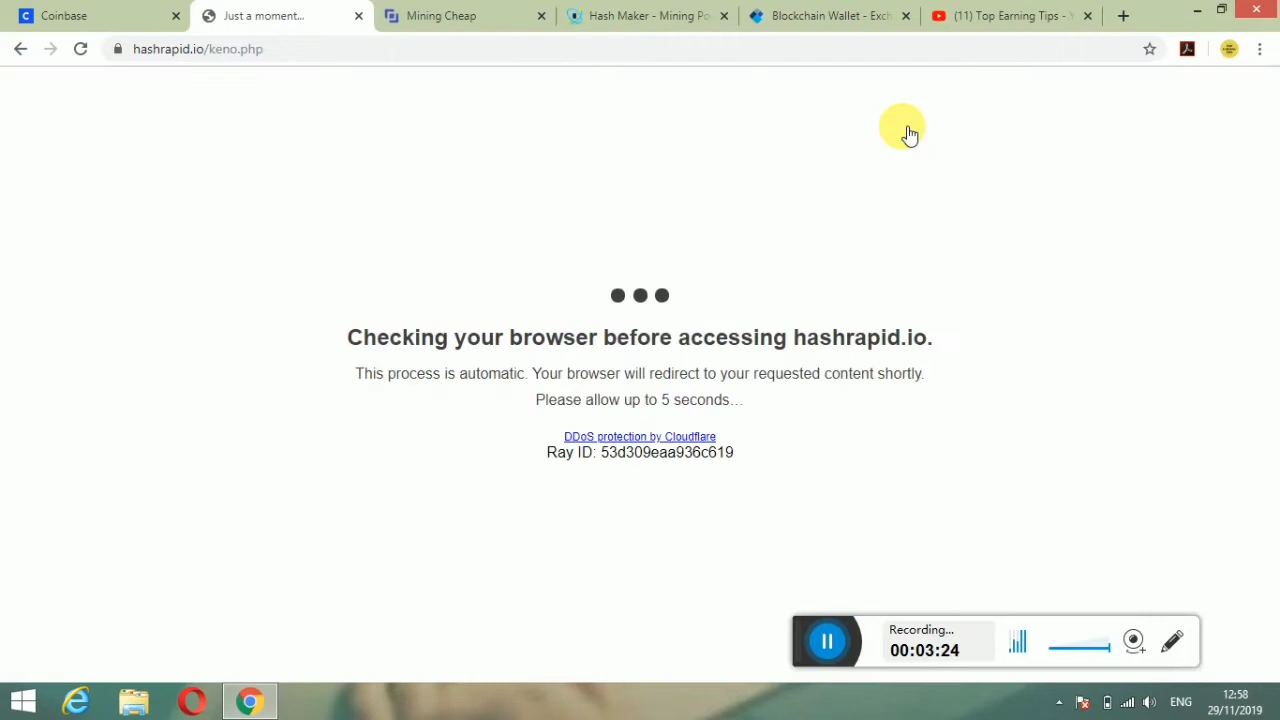 Coinbase
Just a moment...
Mining Cheap
Hash Maker - Mining Po
Blockchain Wallet - Exch
(11) Top Earning Tips - Y
hashrapid.io/keno.php
Checking your browser before accessing hashrapid.io.
This process is automatic. Your browser will redirect to your requested content shortly.
Please allow up to 5 seconds…
DDoS protection by Cloudflare
Ray ID: 53d309eaa936c619
Recording...
00:03:24
ENG
12:58
29/11/2019